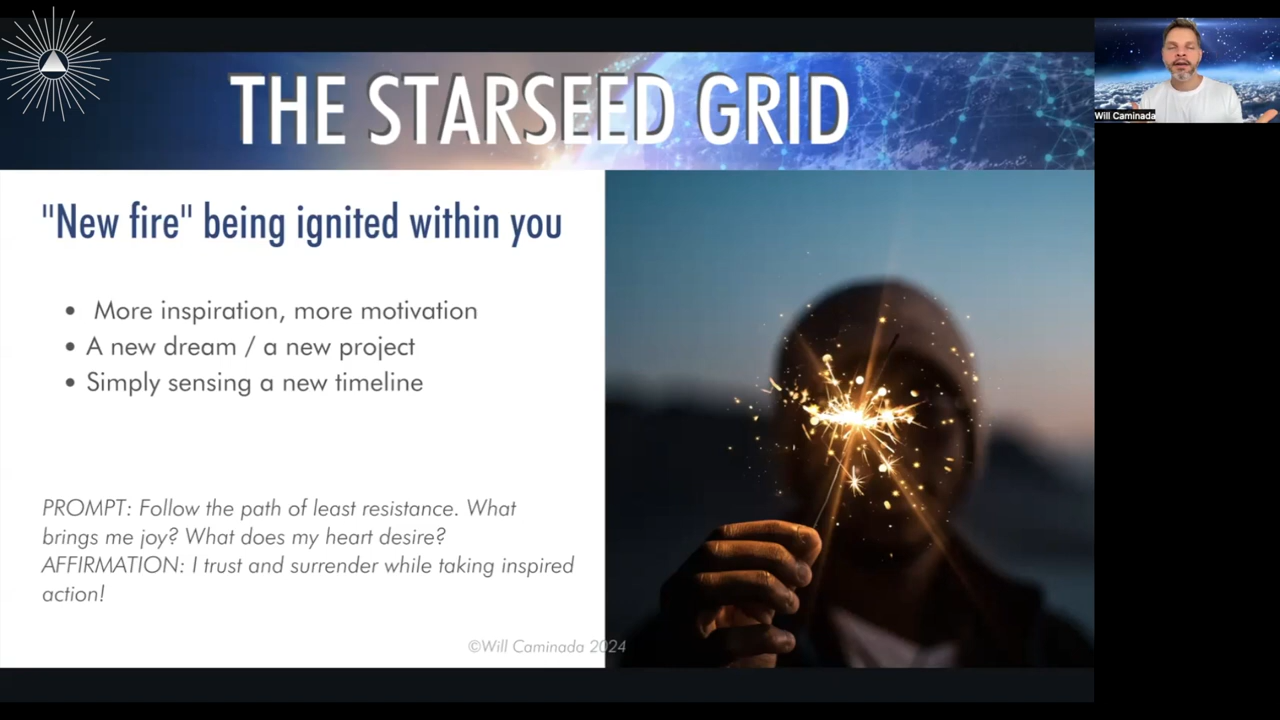 THE STARSEED GRID
Will Caminada
"New fire" being ignited within you
• More inspiration, more motivation
• A new dream / a new project
• Simply sensing a new timeline
PROMPT: Follow the path of least resistance. What
brings me joy? What does my heart desire?
AFFIRMATION: I trust and surrender while taking inspired
action!
©Will Caminada 2024